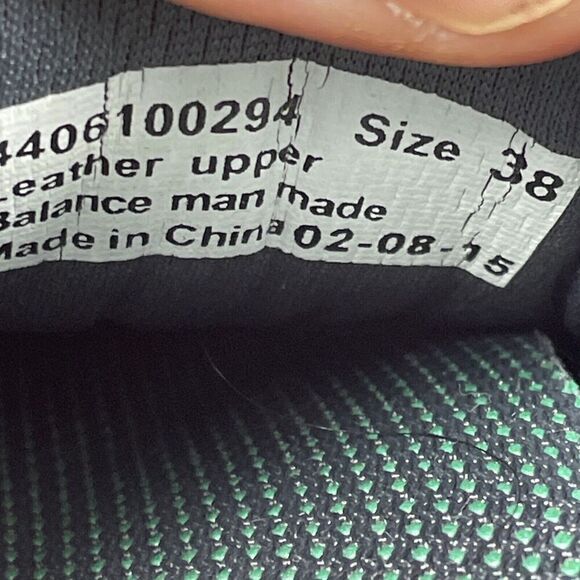 4406100294 Size 38
Leather upper
Balance man made
Made in China 02-08-15